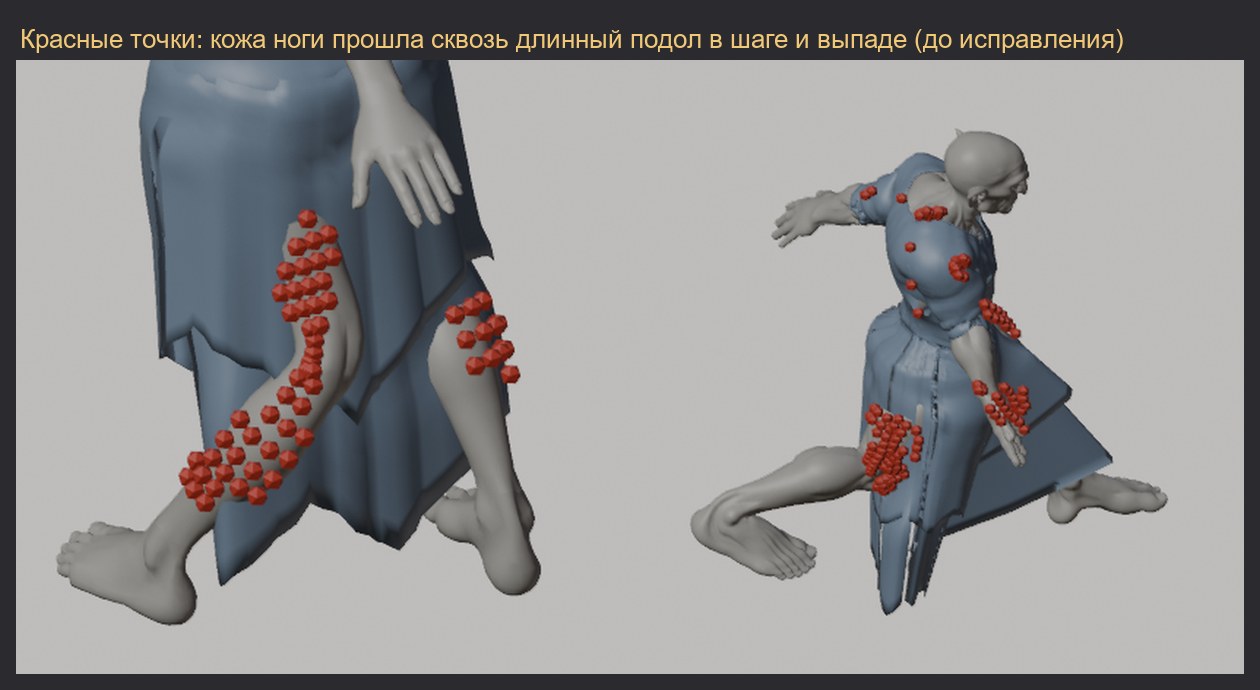 Красные точки: кожа ноги прошла сквозь длинный подол в шаге и выпаде (до исправления)